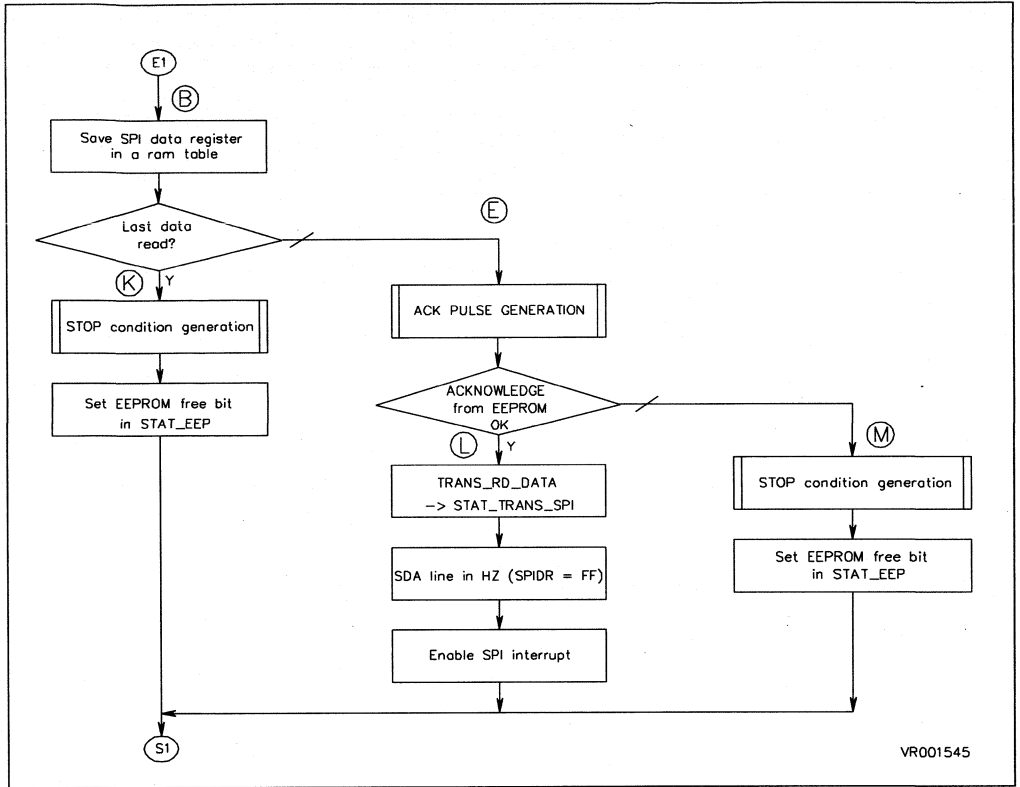 E1
B
Save SPI data register
in a ram table
Last data
read?
E
K
Y
STOP condition generation
Set EEPROM free bit
in STAT_EEP
ACK PULSE GENERATION
ACKNOWLEDGE
from EEPROM
OK
L
Y
M
TRANS_RD_DATA
-> STAT_TRANS_SPI
SDA line in HZ (SPIDR = FF)
Enable SPI interrupt
STOP condition generation
Set EEPROM free bit
in STAT_EEP
S1
VR001545